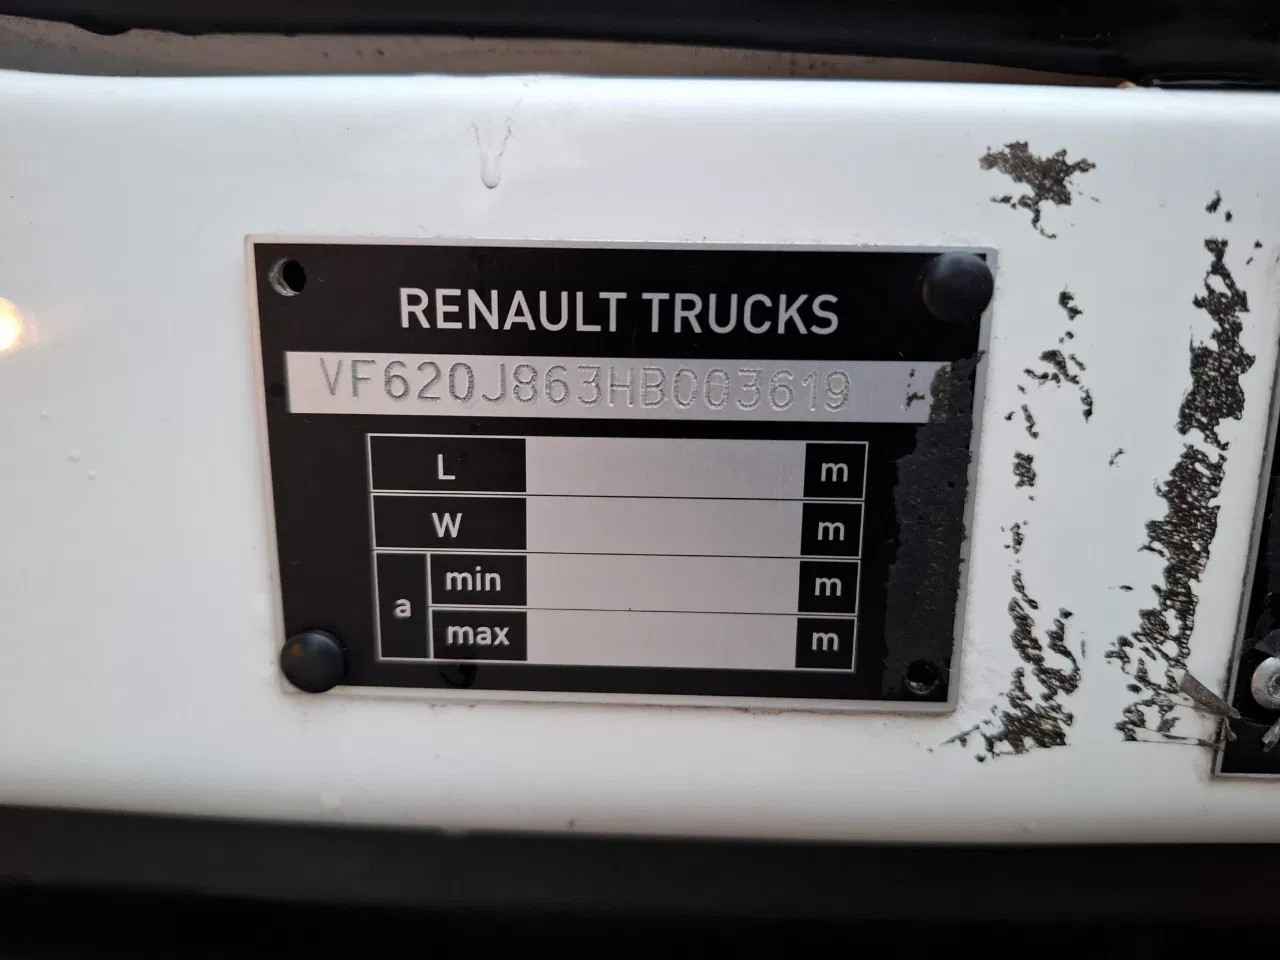 RENAULT TRUCKS
VF620J863HB003619
L m
W m
a min m
max m